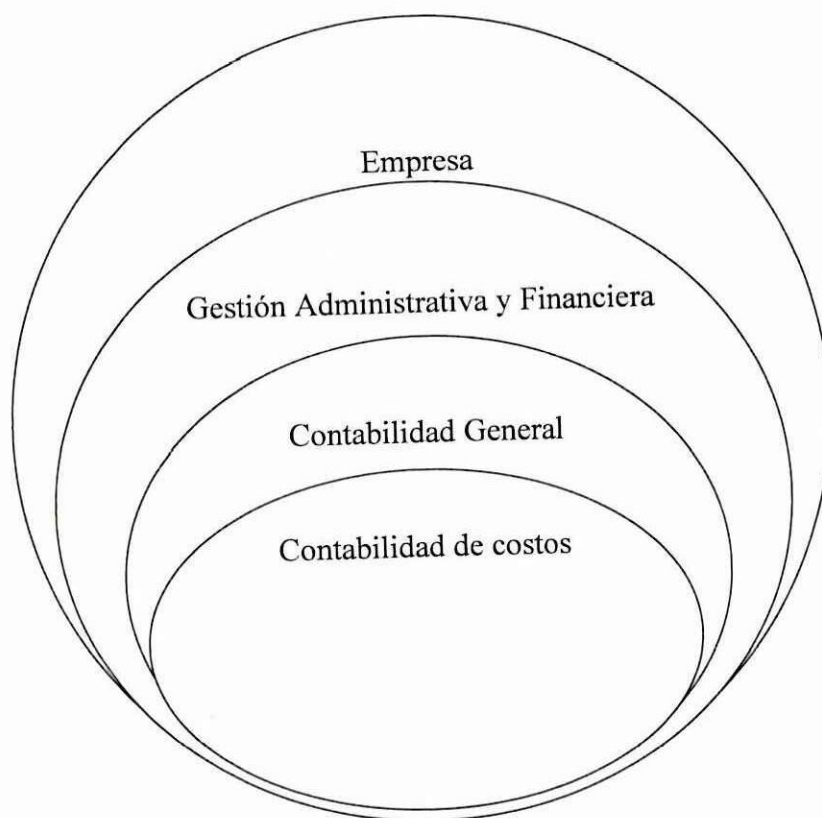 Empresa
Gestión Administrativa y Financiera
Contabilidad General
Contabilidad de costos